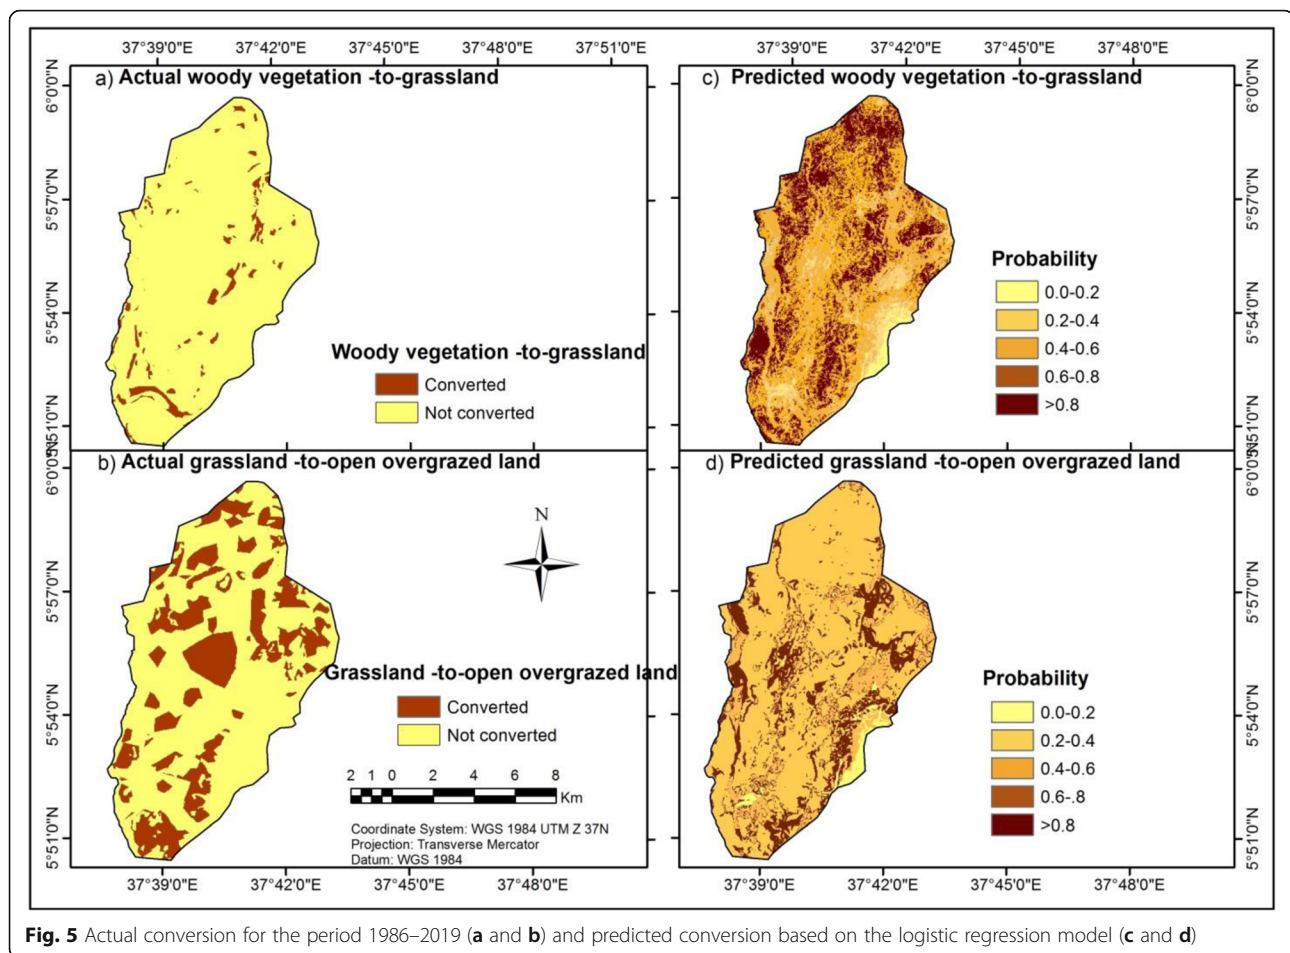 37°39'0"E 37°42'0"E 37°45'0"E 37°48'0"E 37°51'0"E
37°39'0"E 37°42'0"E 37°45'0"E 37°48'0"E
a) Actual woody vegetation -to-grassland
6°0'0"N
5°57'0"N
5°54'0"N
5°51'0"N
Woody vegetation -to-grassland
Converted
Not converted
c) Predicted woody vegetation -to-grassland
6°0'0"N
5°57'0"N
5°54'0"N
5°51'0"N
Probability
0.0-0.2
0.2-0.4
0.4-0.6
0.6-0.8
>0.8
b) Actual grassland -to-open overgrazed land
6°0'0"N
5°57'0"N
5°54'0"N
5°51'0"N
N
Grassland -to-open overgrazed land
Converted
Not converted
2 1 0 2 4 6 8
Km
Coordinate System: WGS 1984 UTM Z 37N
Projection: Transverse Mercator
Datum: WGS 1984
37°39'0"E 37°42'0"E 37°45'0"E 37°48'0"E
d) Predicted grassland -to-open overgrazed land
6°0'0"N
5°57'0"N
5°54'0"N
5°51'0"N
Probability
0.0-0.2
0.2-0.4
0.4-0.6
0.6-.8
>0.8
37°39'0"E 37°42'0"E 37°45'0"E 37°48'0"E
Fig. 5 Actual conversion for the period 1986–2019 (a and b) and predicted conversion based on the logistic regression model (c and d)